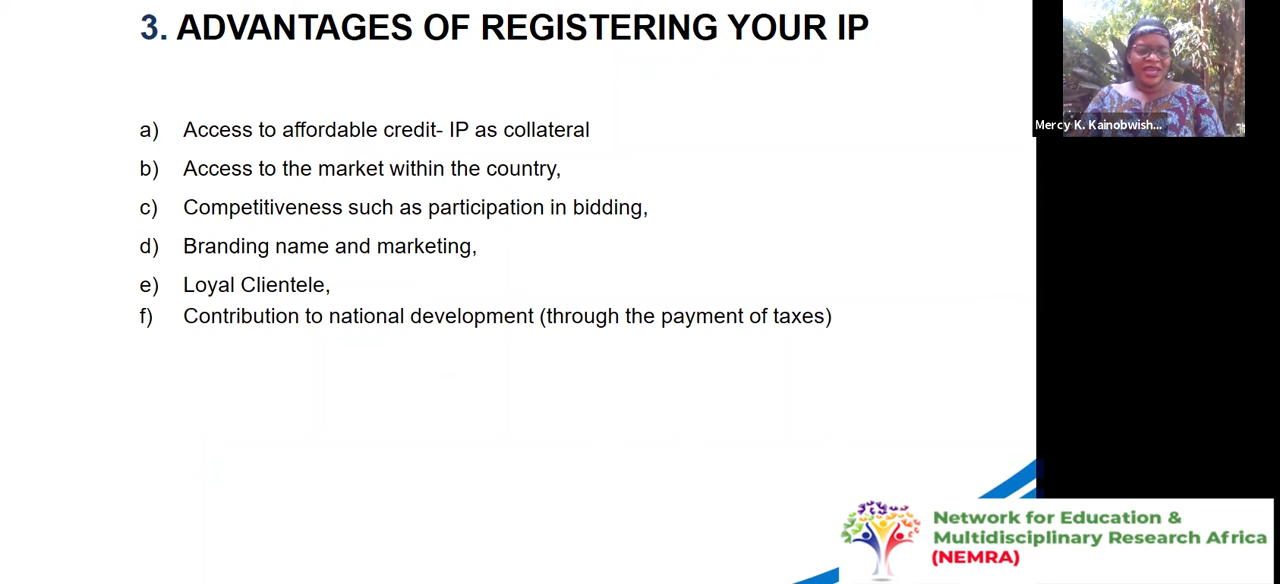 3. ADVANTAGES OF REGISTERING YOUR IP
a) Access to affordable credit- IP as collateral
b) Access to the market within the country,
c) Competitiveness such as participation in bidding,
d) Branding name and marketing,
e) Loyal Clientele,
f) Contribution to national development (through the payment of taxes)
Mercy K. Kainobwish...
Network for Education &
Multidisciplinary Research Africa
(NEMRA)